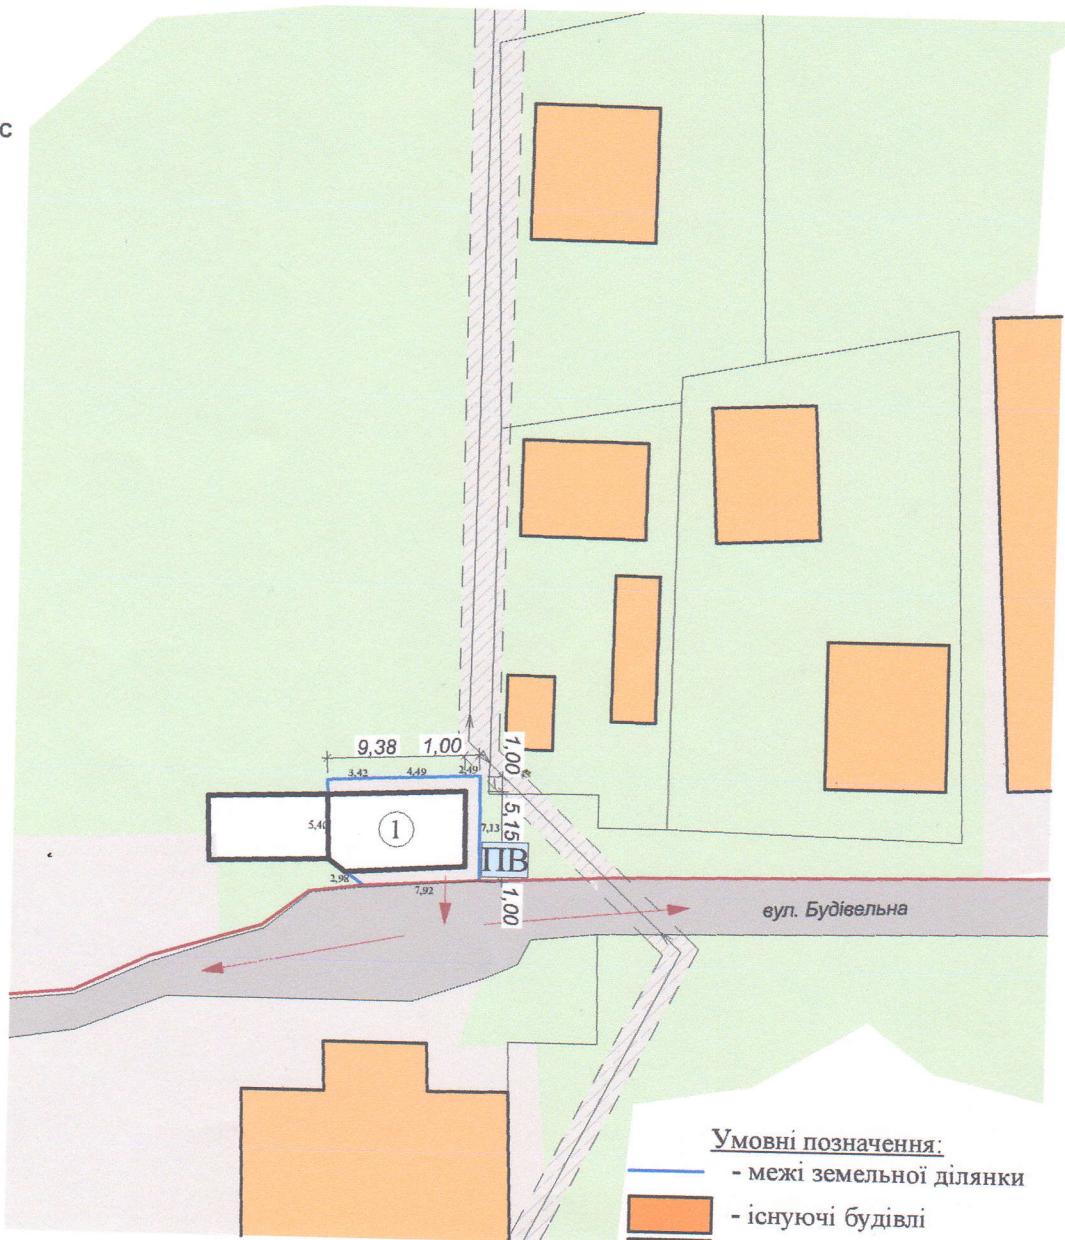 С
9,38 1,00
1,00
3,42 4,49 2,49
5,40
1
7,13
5,15
ПВ
2,98
7,92
1,00
вул. Будівельна
Умовні позначення:
- межі земельної ділянки
- існуючі будівлі